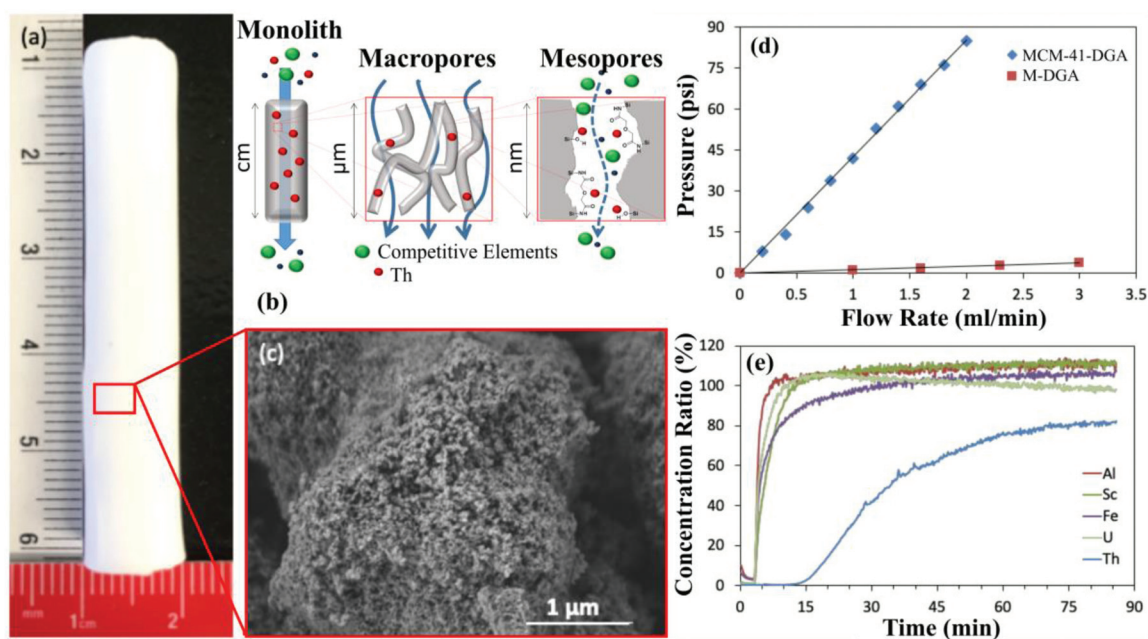 (a)
1
2
3
4
5
6
mm
1
cm
2
Monolith
Macropores
Mesopores
cm
µm
nm
Si
NH
O
Si
O
H
Competitive Elements
Th
(b)
(c)
1 µm
(d)
Pressure (psi)
90
75
60
45
30
15
0
MCM-41-DGA
M-DGA
0
0.5
1
1.5
2
2.5
3
3.5
Flow Rate (ml/min)
(e)
Concentration Ratio (%)
120
100
80
60
40
20
0
Al
Sc
Fe
U
Th
0
15
30
45
60
75
90
Time (min)